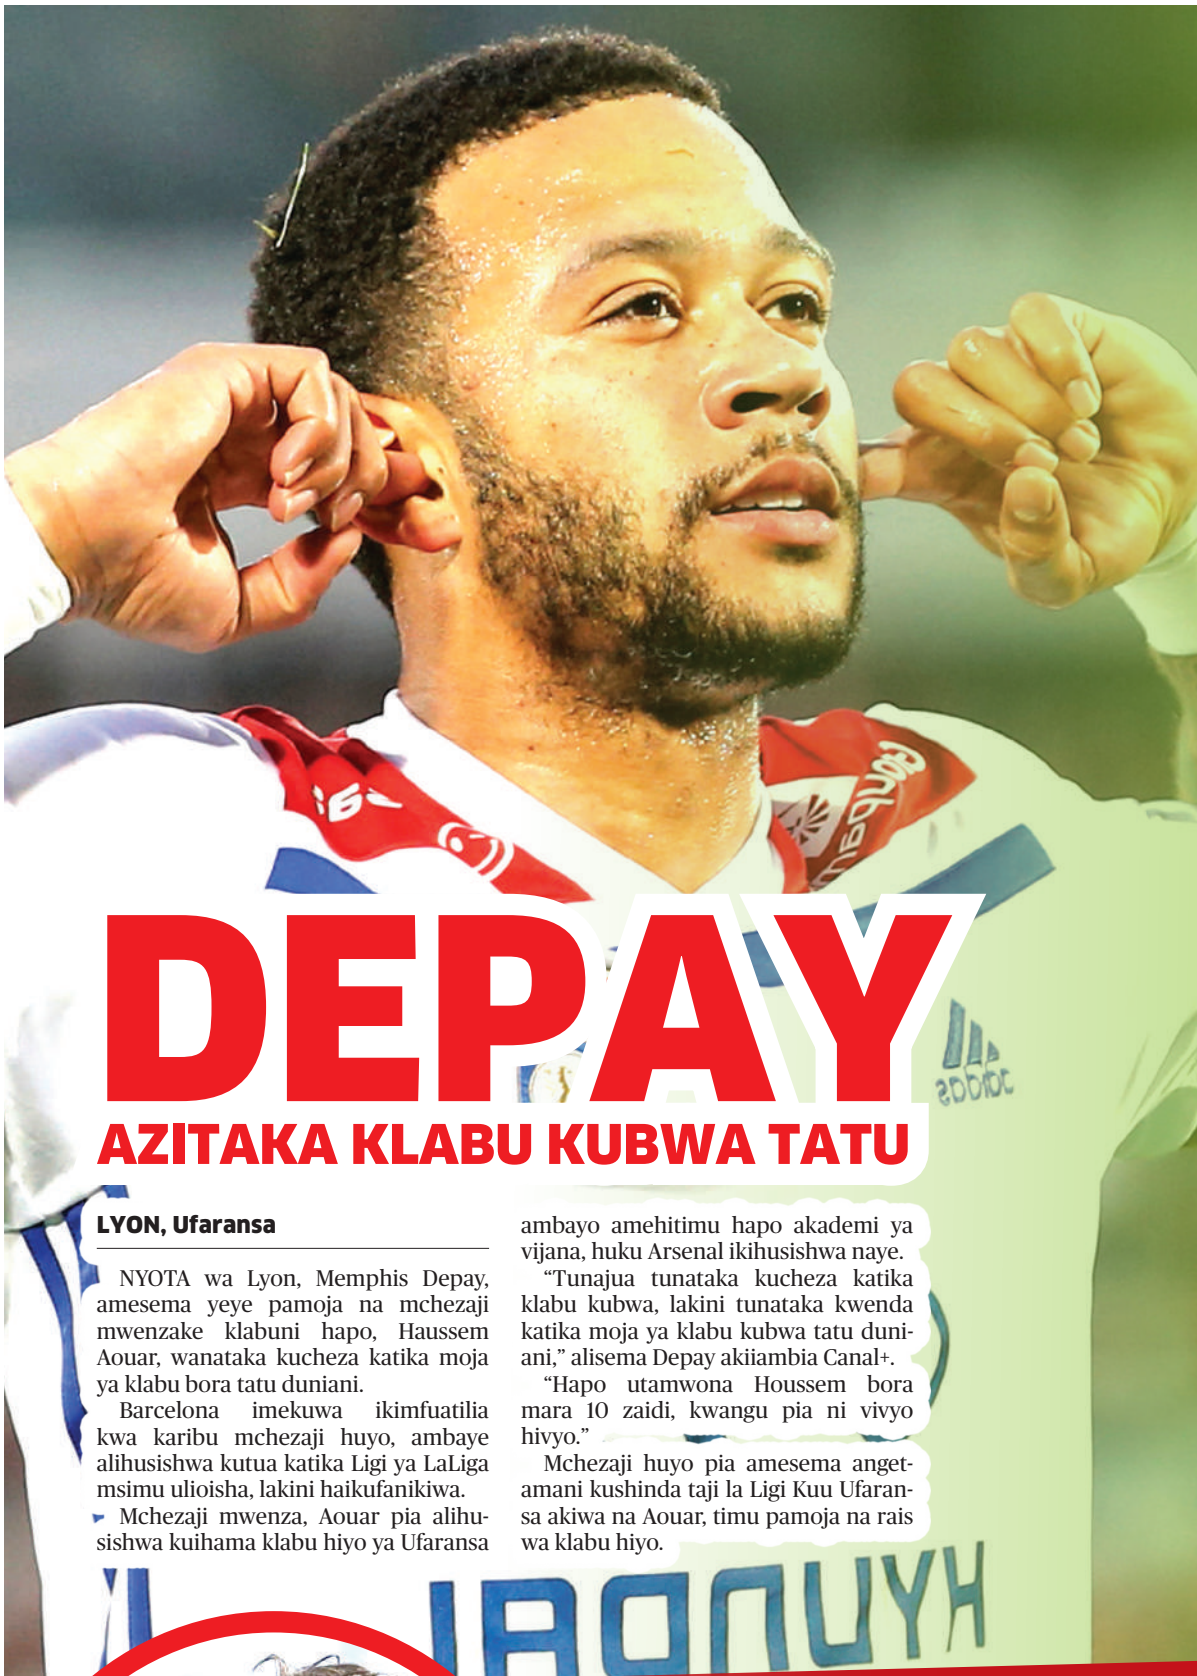 DEPAY
AZITAKA KLABU KUBWA TATU
LYON, Ufaransa
NYOTA wa Lyon, Memphis Depay,
amesema yeye pamoja na mchezaji
mwenzake klabuni hapo, Haussem
Aouar, wanataka kucheza katika moja
ya klabu bora tatu duniani.
Barcelona imekuwa ikimfuatilia
kwa karibu mchezaji huyo, ambaye
alihusishwa kutua katika Ligi ya LaLiga
msimu ulioisha, lakini haikufanikiwa.
Mchezaji mwenza, Aouar pia alihu-
sishwa kuihama klabu hiyo ya Ufaransa
ambayo amehitimu hapo akademi ya
vijana, huku Arsenal ikihusishwa naye.
“Tunajua tunataka kucheza katika
klabu kubwa, lakini tunataka kwenda
katika moja ya klabu kubwa tatu duni-
ani,” alisema Depay akiiambia Canal+.
“Hapo utamwona Houssem bora
mara 10 zaidi, kwangu pia ni vivyo
hivyo.”
Mchezaji huyo pia amesema anget-
amani kushinda taji la Ligi Kuu Ufaran-
sa akiwa na Aouar, timu pamoja na rais
wa klabu hiyo.
adidas
HYUNDAI